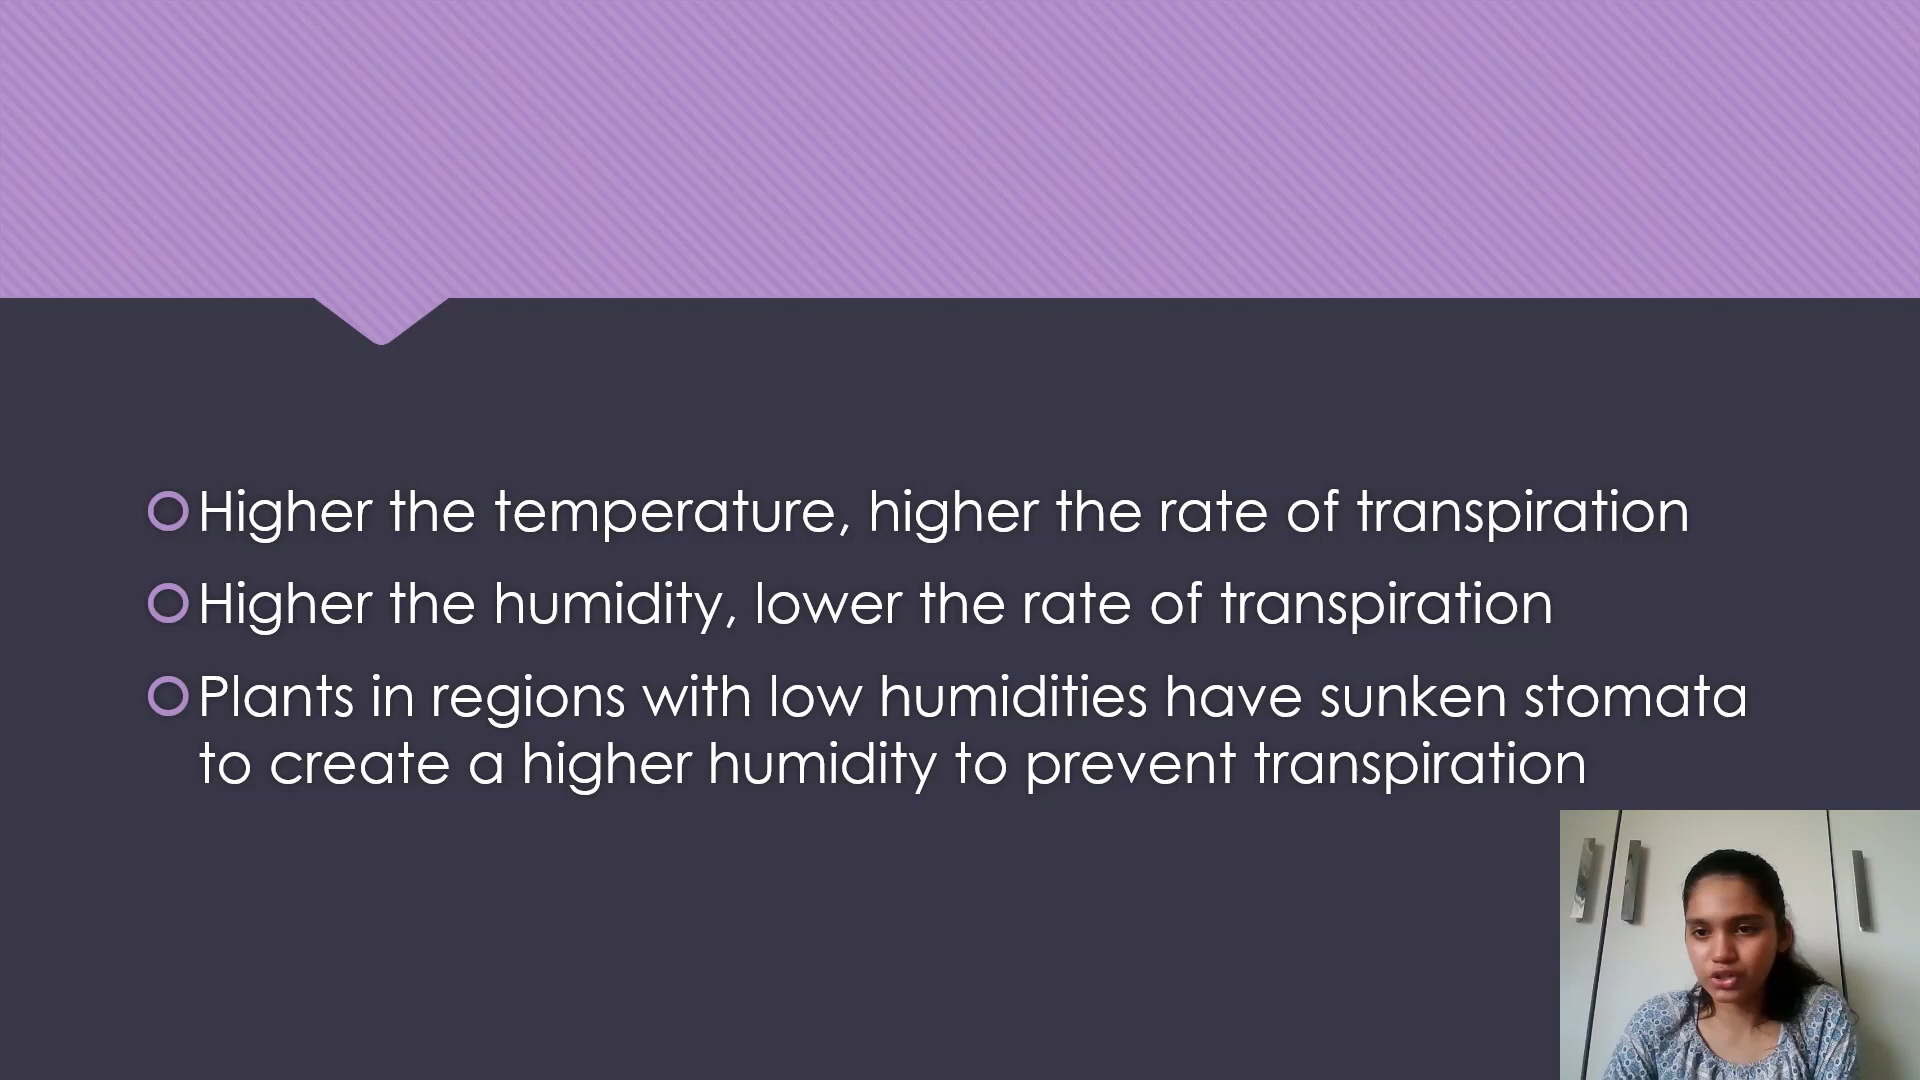 Higher the temperature, higher the rate of transpiration
Higher the humidity, lower the rate of transpiration
Plants in regions with low humidities have sunken stomata
to create a higher humidity to prevent transpiration